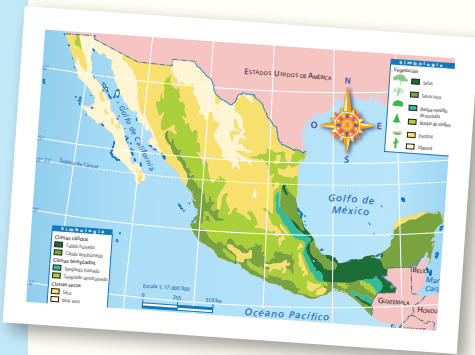 Simbología
Vegetación
Selva
Selva seca
Bosque mesófilo
de montaña
Bosque de coníferas
Pastizal
Matorral
ESTADOS UNIDOS DE AMÉRICA
N
O
E
S
Golfo de California
Trópico de Cáncer
Golfo de
México
Simbología
Climas cálidos
Cálido húmedo
Cálido subhúmedo
Climas templados
Templado húmedo
Templado subhúmedo
Climas secos
Seco
Muy seco
Escala 1: 17 000 000
0 255 510 km
Océano Pacífico
BELICE
Mar
Cari
GUATEMALA
HONDU